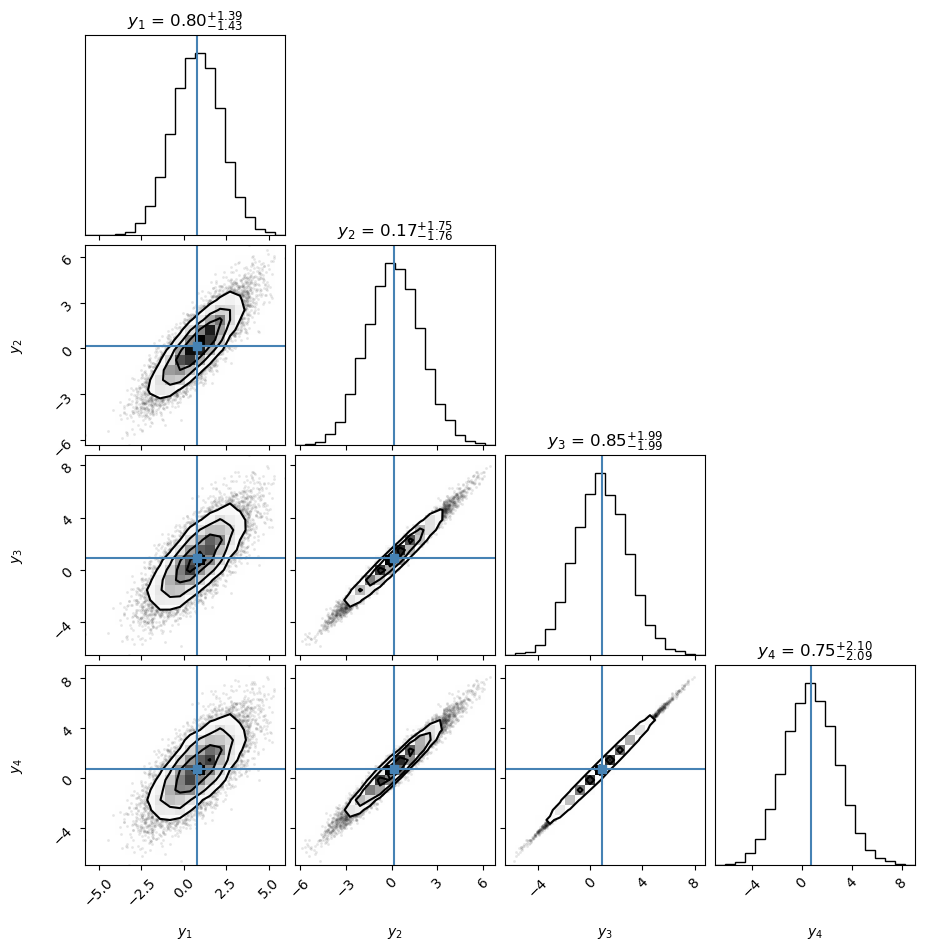 y₁ = 0.80+1.39−1.43
6
3
0
−3
−6
y₂
y₂ = 0.17+1.75−1.76
8
4
0
−4
y₃
y₃ = 0.85+1.99−1.99
8
4
0
−4
y₄
y₄ = 0.75+2.10−2.09
−5.0 −2.5 0.0 2.5 5.0
y₁
−6 −3 0 3 6
y₂
−4 0 4 8
y₃
−4 0 4 8
y₄